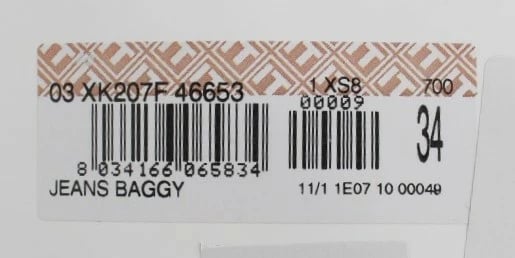 03 XK207F 46653 1 XS8 700
00009
34
8 034166 065834
JEANS BAGGY 11/1 1E07 10 00049